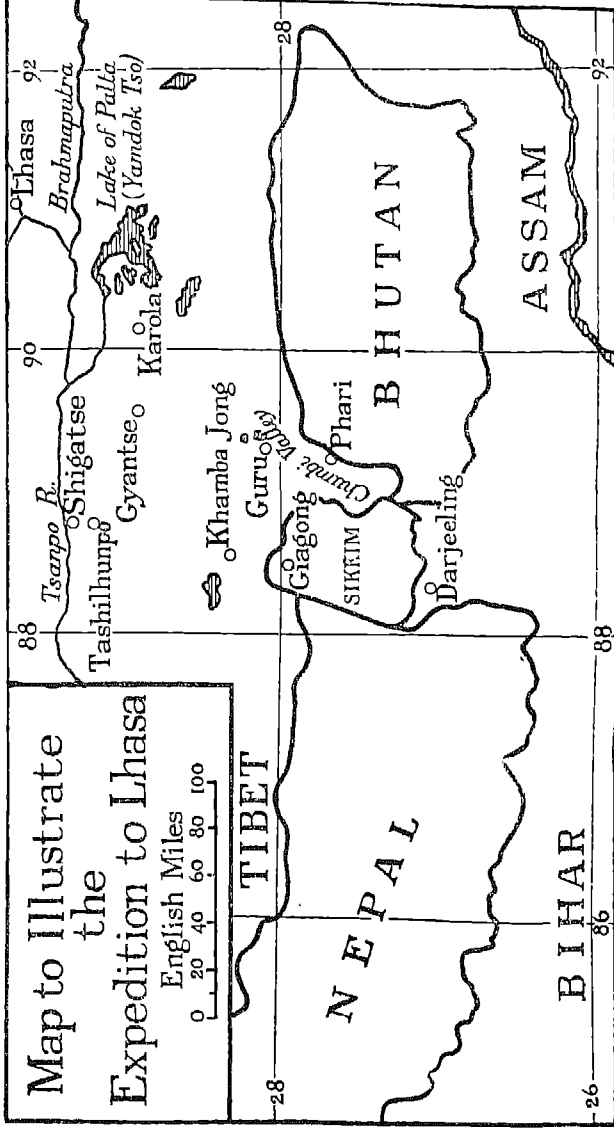 Map to Illustrate
the
Expedition to Lhasa
English Miles
0 20 40 60 80 100
88
90
92
Lhasa
Tsanpo R.
Brahmaputra
Shigatse
Tashilhunpo
Lake of Palta
(Yamdok Tso)
Gyantse
Karola
Khamba Jong
Guru
TIBET
28
28
Giagong
Chumbi Valley
Phari
SIKKIM
BHUTAN
NEPAL
Darjeeling
ASSAM
BIHAR
26
86
88
92